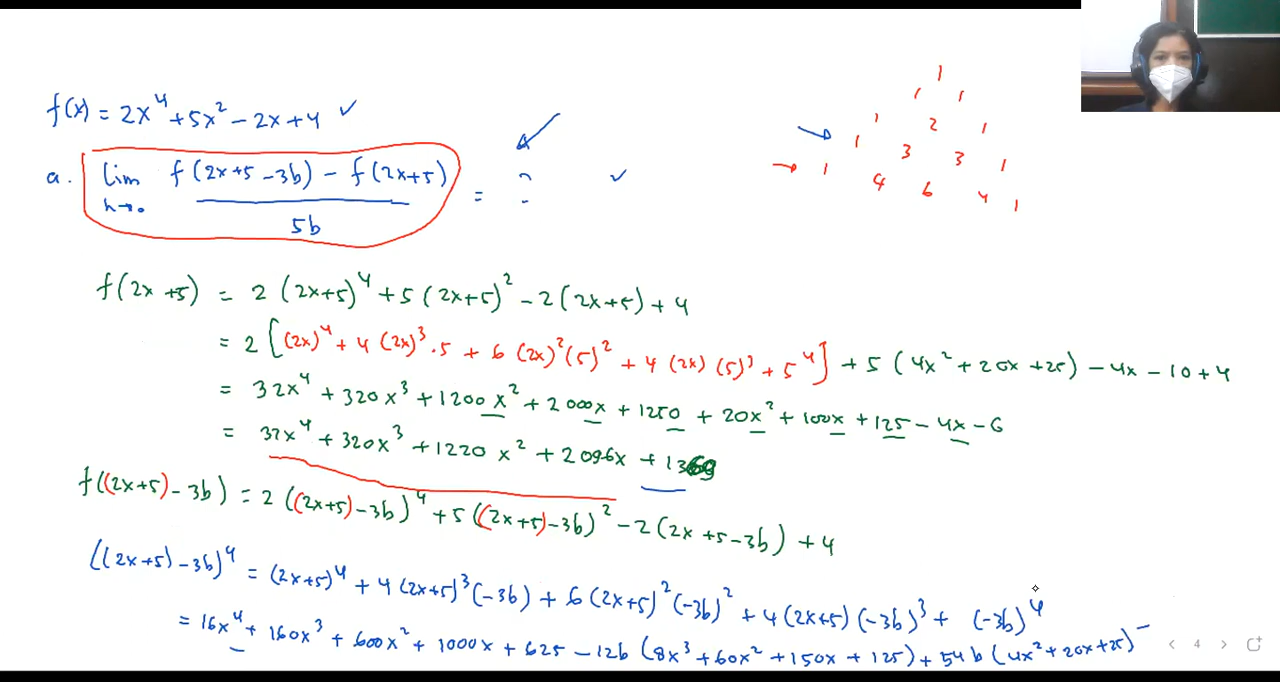 1
1 1
f(x) = 2x⁴ + 5x² - 2x + 4 ✓
1 2 1
1 3 3 1
a. lim h→0 (f(2x+5-3b) - f(2x+5)) / 5b = ? ✓
1 4 6 4 1
f(2x+5) = 2(2x+5)⁴ + 5(2x+5)² - 2(2x+5) + 4
= 2[(2x)⁴ + 4(2x)³·5 + 6(2x)²(5)² + 4(2x)(5)³ + 5⁴] + 5(4x² + 20x + 25) - 4x - 10 + 4
= 32x⁴ + 320x³ + 1200x² + 2000x + 1250 + 20x² + 100x + 125 - 4x - 6
= 32x⁴ + 320x³ + 1220x² + 2096x + 1369
f((2x+5) - 3b) = 2((2x+5) - 3b)⁴ + 5((2x+5) - 3b)² - 2(2x+5-3b) + 4
((2x+5) - 3b)⁴ = (2x+5)⁴ + 4(2x+5)³(-3b) + 6(2x+5)²(-3b)² + 4(2x+5)(-3b)³ + (-3b)⁴
= 16x⁴ + 160x³ + 600x² + 1000x + 625 - 12b(8x³ + 60x² + 150x + 125) + 54b(4x² + 20x + 25) -
4